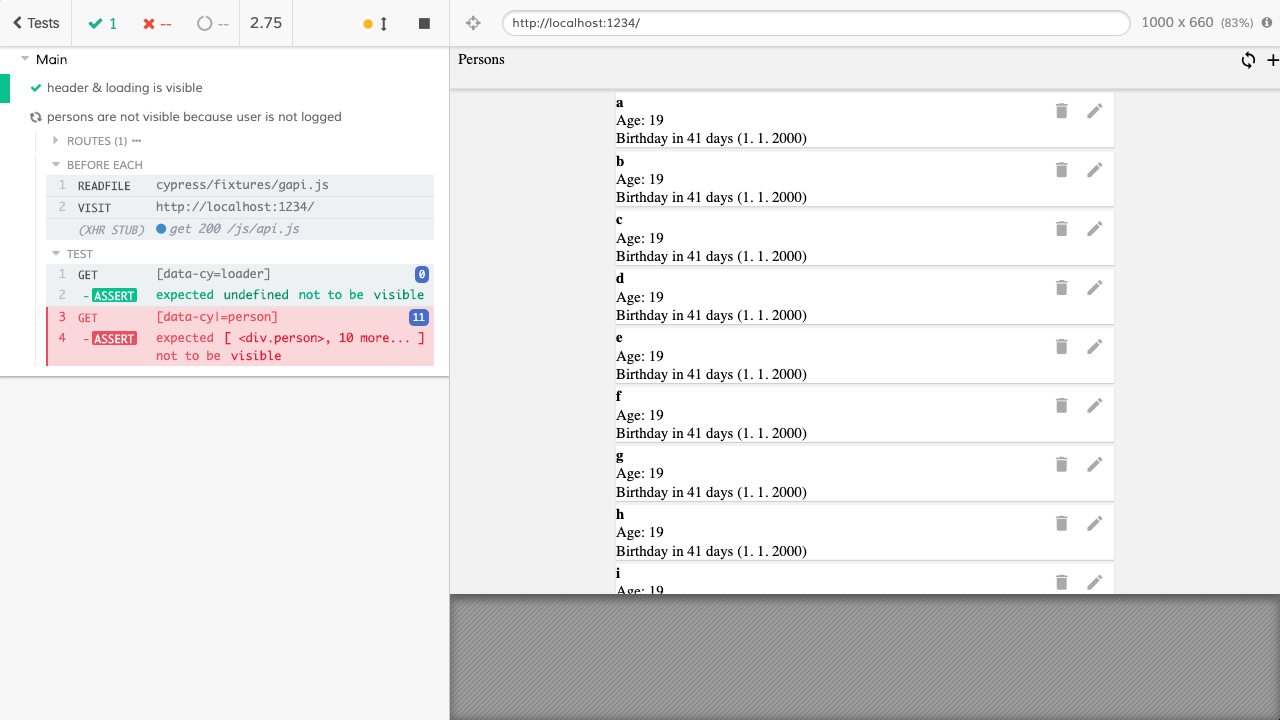 Tests
1
--
--
2.75
http://localhost:1234/
1000 x 660 (83%)
Main
header & loading is visible
persons are not visible because user is not logged
ROUTES (1)
BEFORE EACH
1 READFILE cypress/fixtures/gapi.js
2 VISIT http://localhost:1234/
(XHR STUB) get 200 /js/api.js
TEST
1 GET [data-cy=loader] 0
2 -ASSERT expected undefined not to be visible
3 GET [data-cy|=person] 11
4 -ASSERT expected [ <div.person>, 10 more... ]
not to be visible
Persons
a
Age: 19
Birthday in 41 days (1. 1. 2000)
b
Age: 19
Birthday in 41 days (1. 1. 2000)
c
Age: 19
Birthday in 41 days (1. 1. 2000)
d
Age: 19
Birthday in 41 days (1. 1. 2000)
e
Age: 19
Birthday in 41 days (1. 1. 2000)
f
Age: 19
Birthday in 41 days (1. 1. 2000)
g
Age: 19
Birthday in 41 days (1. 1. 2000)
h
Age: 19
Birthday in 41 days (1. 1. 2000)
i
Age: 19